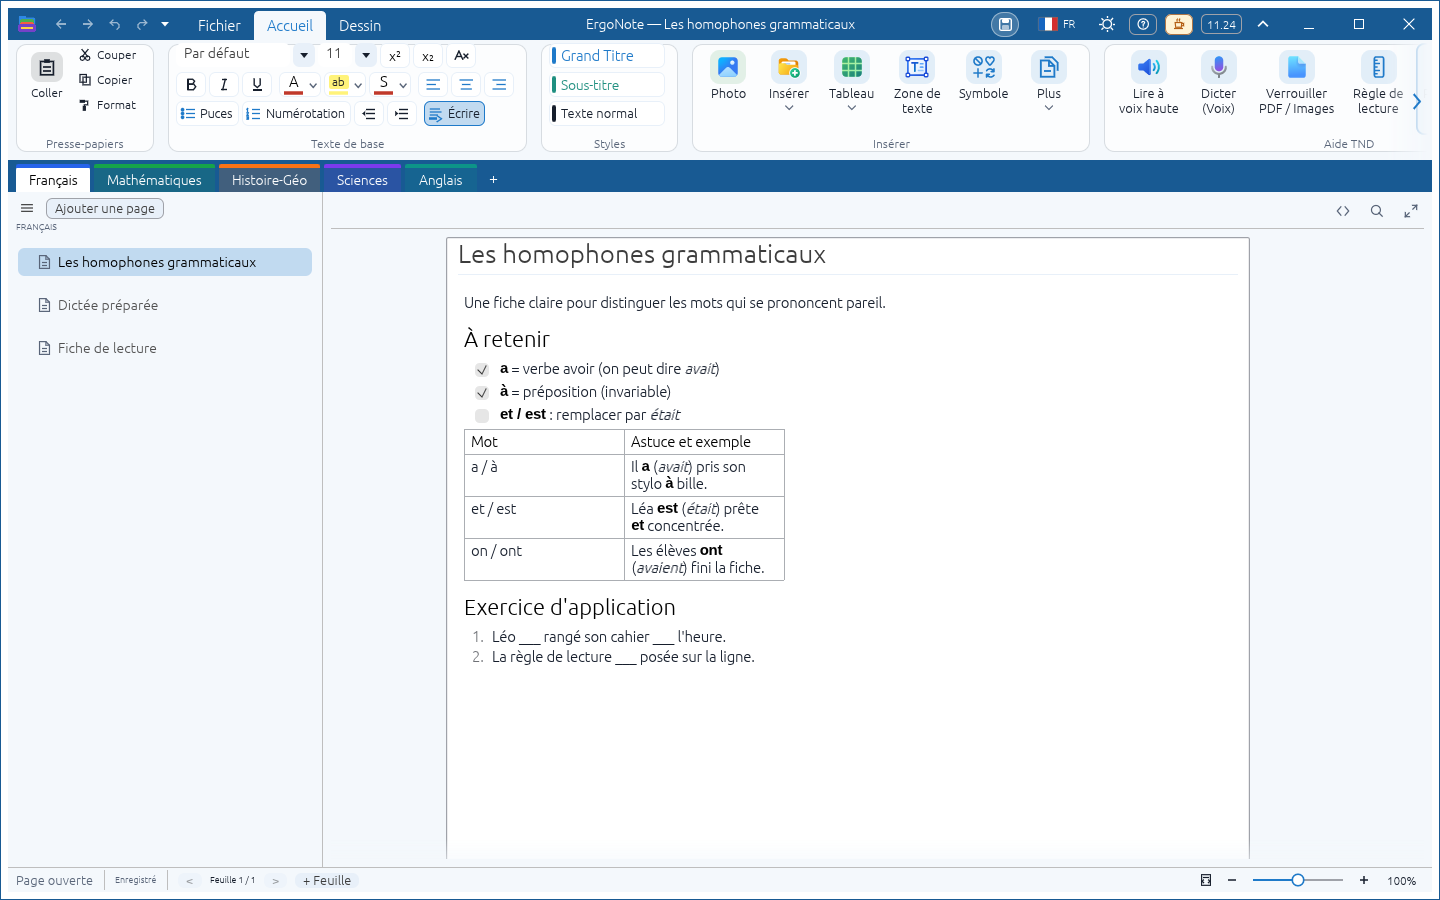 Fichier Accueil Dessin
ErgoNote — Les homophones grammaticaux
FR
11.24
Coller
Couper
Copier
Format
Presse-papiers
Par défaut
11
x²
x₂
A×
B I U A ab S
Puces
Numérotation
Écrire
Texte de base
Grand Titre
Sous-titre
Texte normal
Styles
Photo
Insérer
Tableau
Zone de
texte
Symbole
Plus
Insérer
Lire à
voix haute
Dicter
(Voix)
Verrouiller
PDF / Images
Règle de
lecture
Aide TND
Français
Mathématiques
Histoire-Géo
Sciences
Anglais
+
Ajouter une page
FRANÇAIS
Les homophones grammaticaux
Dictée préparée
Fiche de lecture
Les homophones grammaticaux
Une fiche claire pour distinguer les mots qui se prononcent pareil.
À retenir
a = verbe avoir (on peut dire avait)
à = préposition (invariable)
et / est : remplacer par était
Mot
Astuce et exemple
a / à
Il a (avait) pris son
stylo à bille.
et / est
Léa est (était) prête
et concentrée.
on / ont
Les élèves ont
(avaient) fini la fiche.
Exercice d'application
1. Léo ___ rangé son cahier ___ l'heure.
2. La règle de lecture ___ posée sur la ligne.
Page ouverte
Enregistré
< Feuille 1 / 1 >
+ Feuille
100%